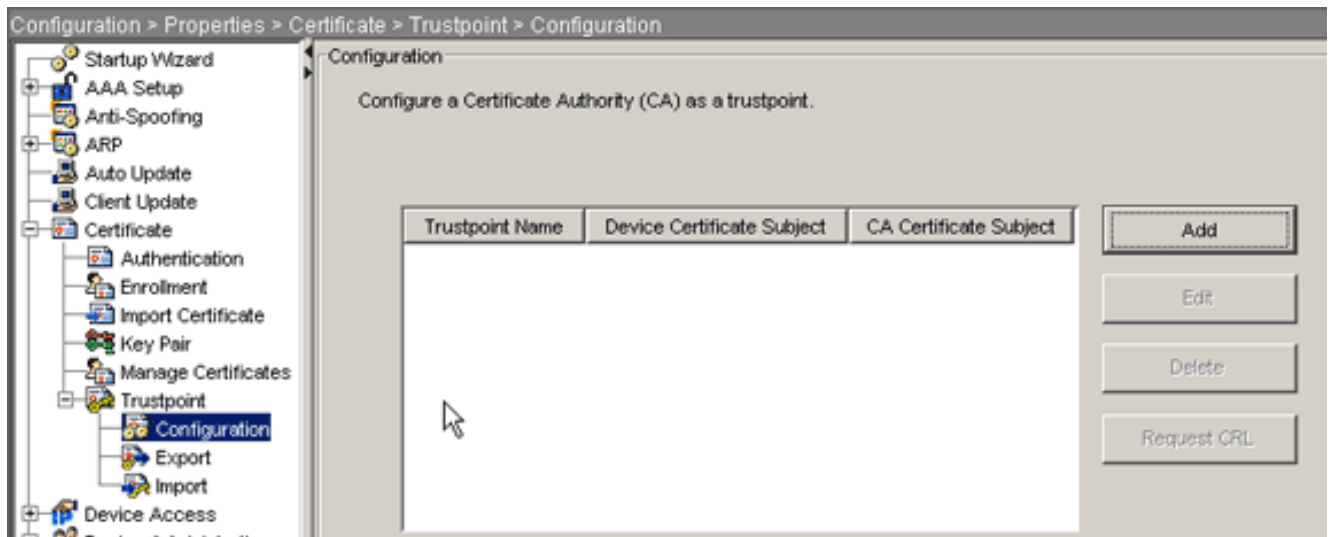 Configuration > Properties > Certificate > Trustpoint > Configuration
Startup Wizard
AAA Setup
Anti-Spoofing
ARP
Auto Update
Client Update
Certificate
Authentication
Enrollment
Import Certificate
Key Pair
Manage Certificates
Trustpoint
Configuration
Export
Import
Device Access
Configuration
Configure a Certificate Authority (CA) as a trustpoint.
Trustpoint Name Device Certificate Subject CA Certificate Subject
Add
Edit
Delete
Request CRL